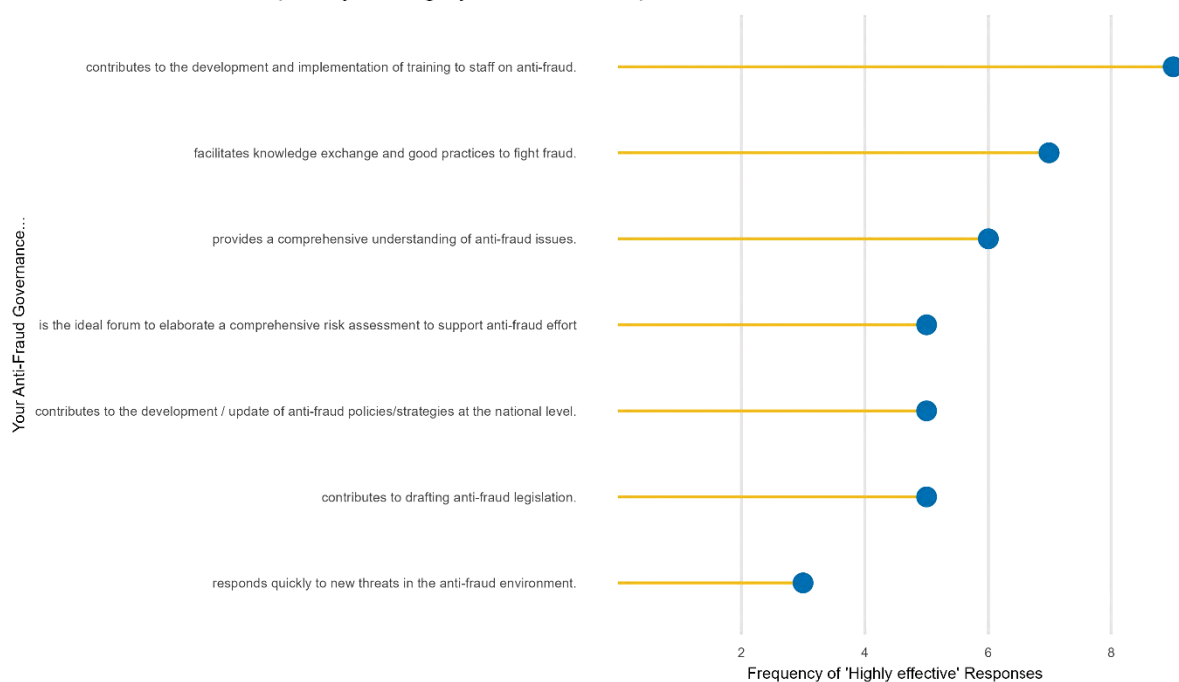 contributes to the development and implementation of training to staff on anti-fraud.
facilitates knowledge exchange and good practices to fight fraud.
provides a comprehensive understanding of anti-fraud issues.
is the ideal forum to elaborate a comprehensive risk assessment to support anti-fraud effort
contributes to the development / update of anti-fraud policies/strategies at the national level.
contributes to drafting anti-fraud legislation.
responds quickly to new threats in the anti-fraud environment.
Your Anti-Fraud Governance...
2 4 6 8
Frequency of 'Highly effective' Responses